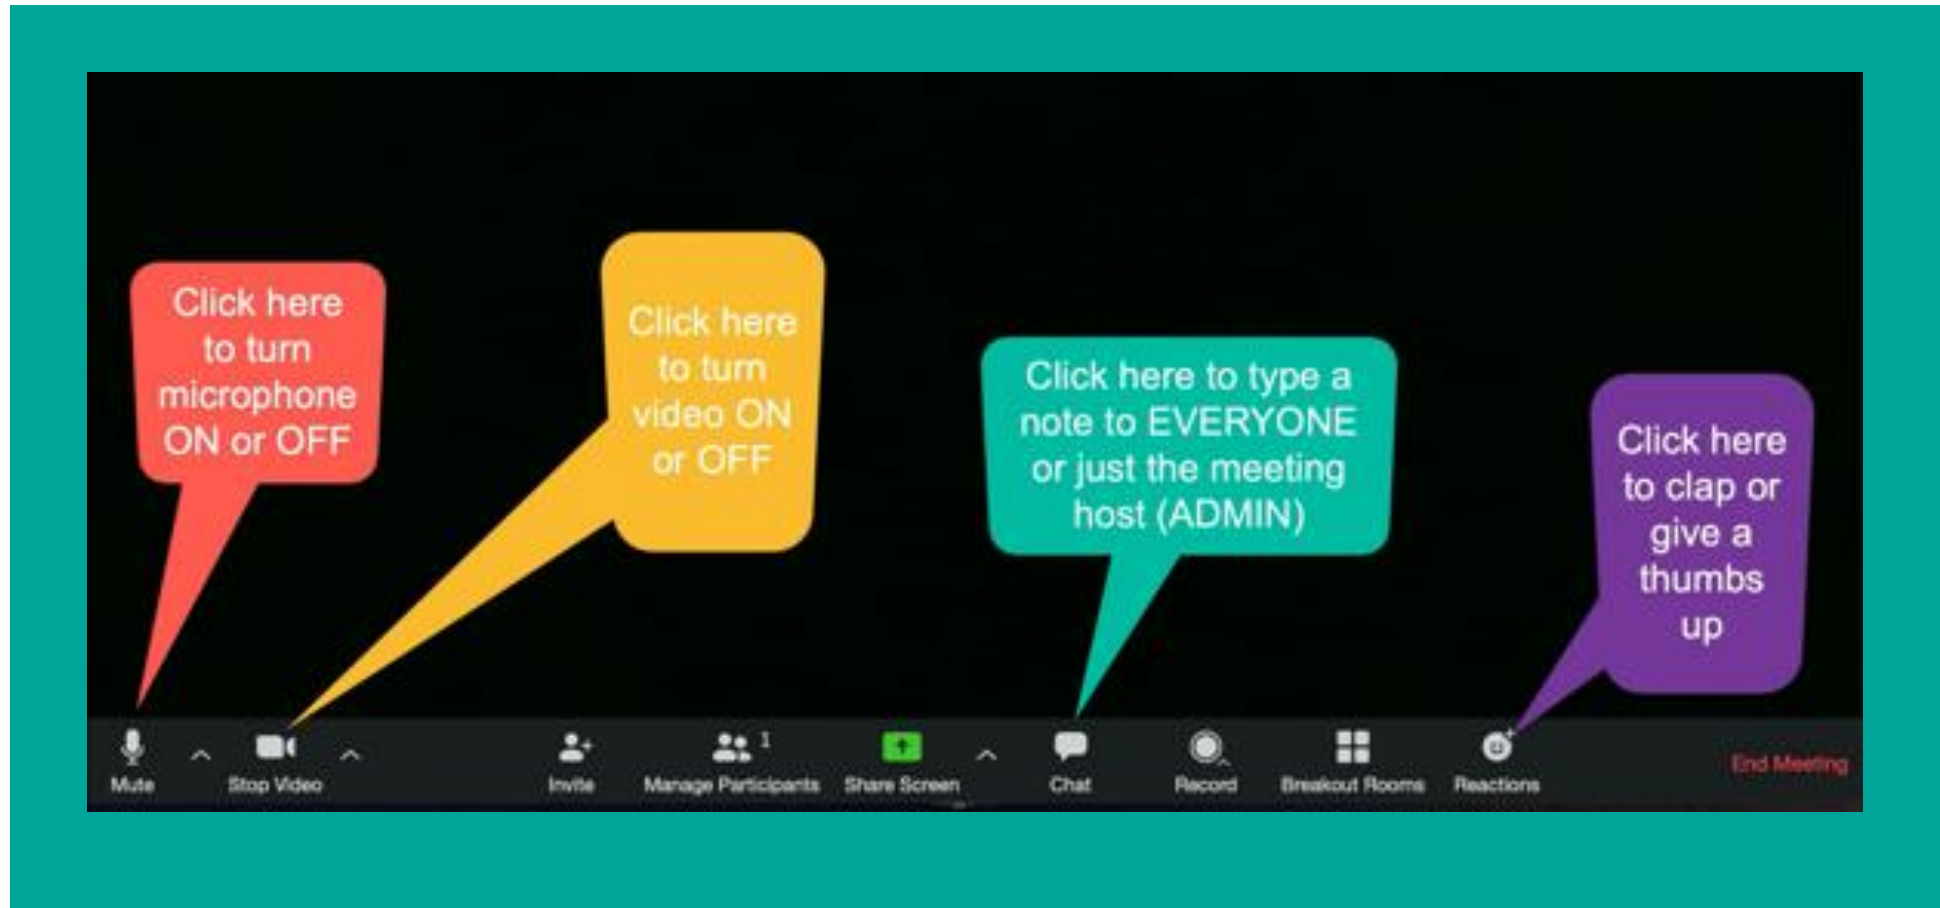 Click here
to turn
microphone
ON or OFF
Click here
to turn
video ON
or OFF
Click here to type a
note to EVERYONE
or just the meeting
host (ADMIN)
Click here
to clap or
give a
thumbs
up
Mute
Stop Video
Invite
1
Manage Participants
Share Screen
Chat
Record
Breakout Rooms
Reactions
End Meeting